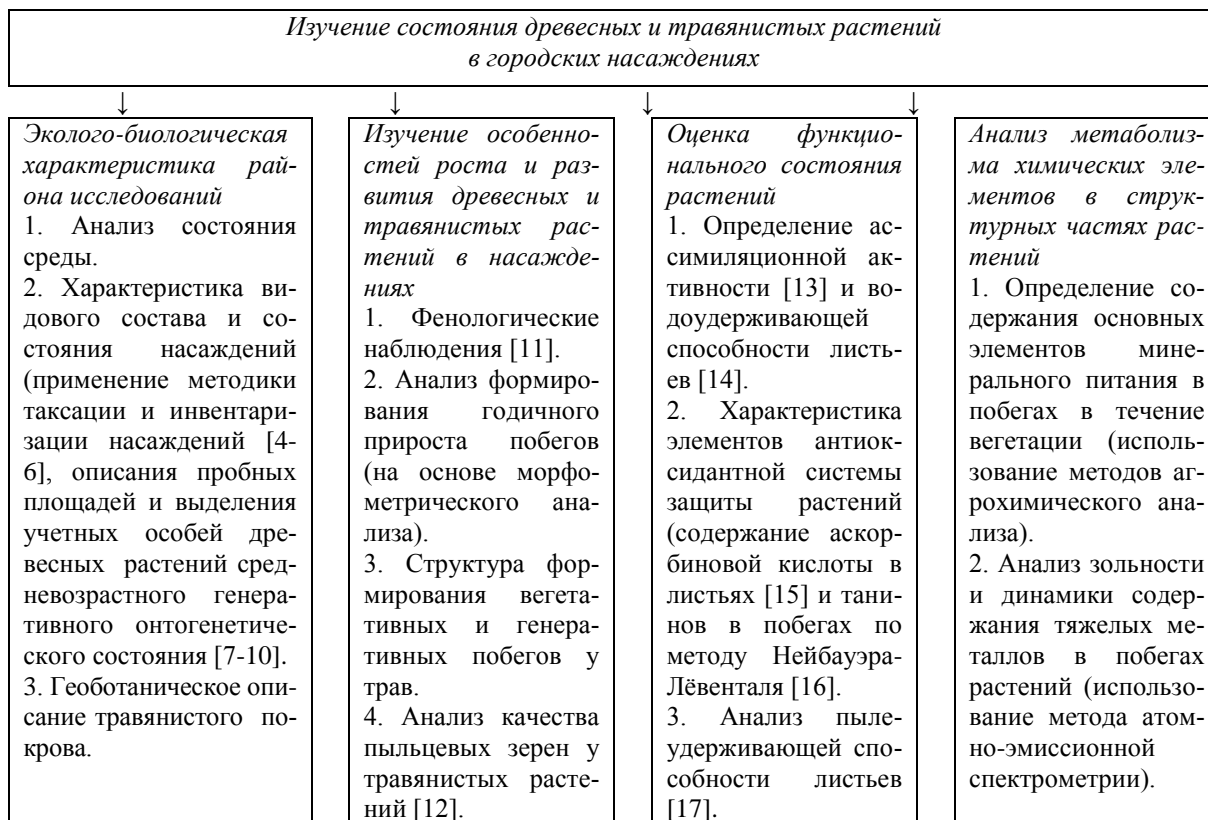 Изучение состояния древесных и травянистых растений
в городских насаждениях
↓ ↓ ↓ ↓
Эколого-биологическая
характеристика рай-
она исследований
1. Анализ состояния
среды.
2. Характеристика ви-
дового состава и со-
стояния насаждений
(применение методики
таксации и инвентари-
зации насаждений [4-
6], описания пробных
площадей и выделения
учетных особей дре-
весных растений сред-
невозрастного генера-
тивного онтогенетиче-
ского состояния [7-10].
3. Геоботаническое опи-
сание травянистого по-
крова.
Изучение особенно-
стей роста и раз-
вития древесных и
травянистых рас-
тений в насажде-
ниях
1. Фенологические
наблюдения [11].
2. Анализ формиро-
вания годичного
прироста побегов
(на основе морфо-
метрического ана-
лиза).
3. Структура фор-
мирования вегета-
тивных и генера-
тивных побегов у
трав.
4. Анализ качества
пыльцевых зерен у
травянистых расте-
ний [12].
Оценка функцио-
нального состояния
растений
1. Определение ас-
симиляционной ак-
тивности [13] и во-
доудерживающей
способности листь-
ев [14].
2. Характеристика
элементов антиок-
сидантной системы
защиты растений
(содержание аскор-
биновой кислоты в
листьях [15] и тани-
нов в побегах по
методу Нейбауэра-
Лёвенталя [16].
3. Анализ пыле-
удерживающей спо-
собности листьев
[17].
Анализ метаболиз-
ма химических эле-
ментов в струк-
турных частях рас-
тений
1. Определение со-
держания основных
элементов мине-
рального питания в
побегах в течение
вегетации (исполь-
зование методов аг-
рохимического ана-
лиза).
2. Анализ зольности
и динамики содер-
жания тяжелых ме-
таллов в побегах
растений (использо-
вание метода атом-
но-эмиссионной
спектрометрии).